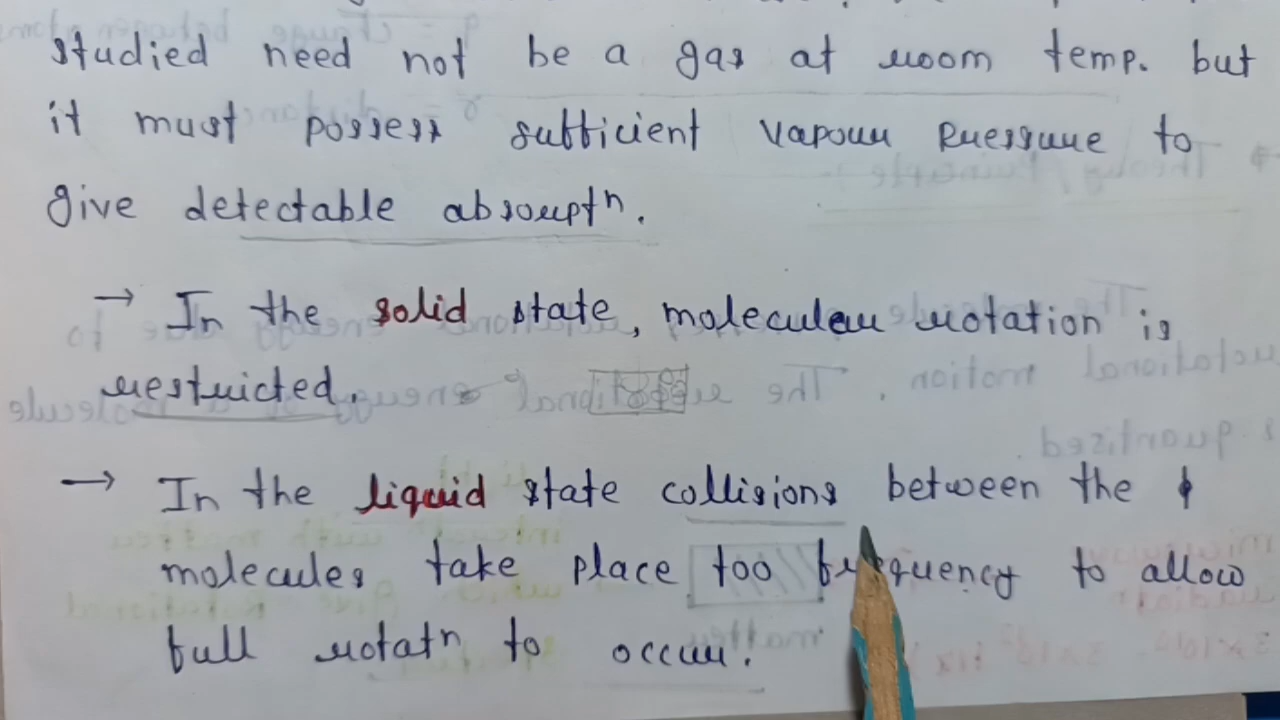 studied need not be a gas at room temp. but
it must possess sufficient vapour pressure to
give detectable absorptⁿ.
→ In the solid state, molecular rotation is
restricted.
→ In the liquid state collisions between the
molecules take place too frequency to allow
full rotatⁿ to occur.